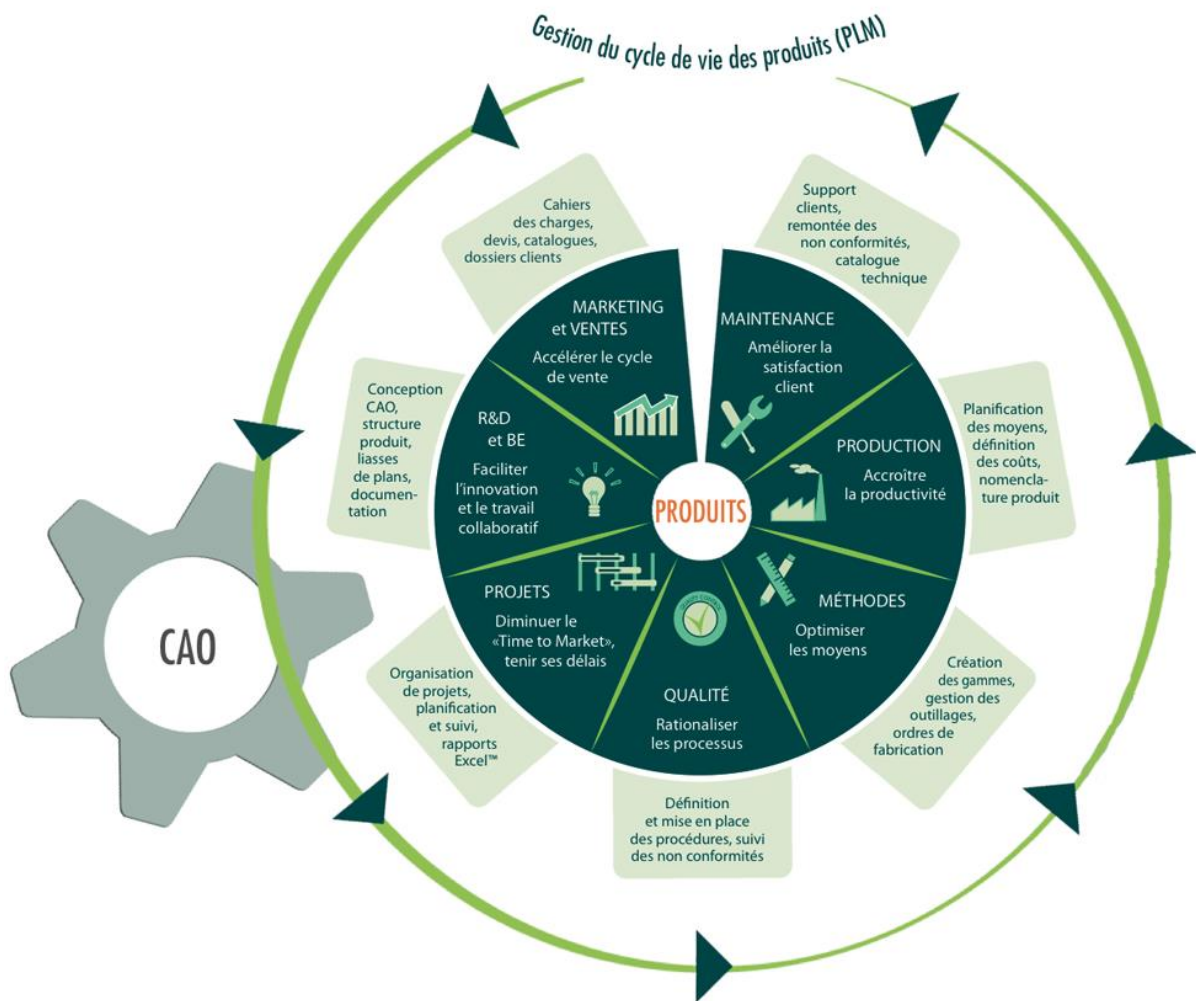 Gestion du cycle de vie des produits (PLM)
Cahiers
des charges,
devis, catalogues,
dossiers clients
MARKETING
et VENTES
Accélérer le cycle
de vente
Conception
CAO,
structure
produit,
liasses
de plans,
documen-
tation
R&D
et BE
Faciliter
l'innovation
et le travail
collaboratif
CAO
PROJETS
Diminuer le
«Time to Market»,
tenir ses délais
Organisation
de projets,
planification
et suivi,
rapports
Excel™
QUALITÉ
Rationaliser
les processus
Définition
et mise en place
des procédures, suivi
des non conformités
MÉTHODES
Optimiser
les moyens
Création
des gammes,
gestion des
outillages,
ordres de
fabrication
PRODUCTION
Accroître
la productivité
Planification
des moyens,
définition
des coûts,
nomencla-
ture produit
MAINTENANCE
Améliorer la
satisfaction
client
Support
clients,
remontée des
non conformités,
catalogue
technique
PRODUITS